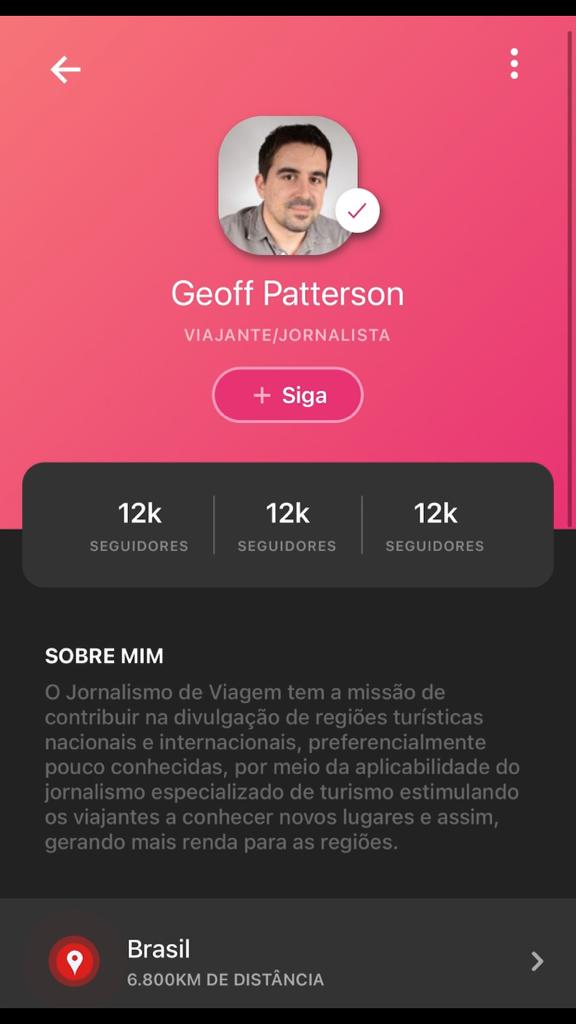 Geoff Patterson
VIAJANTE/JORNALISTA
+ Siga
12k 12k 12k
SEGUIDORES SEGUIDORES SEGUIDORES
SOBRE MIM
O Jornalismo de Viagem tem a missão de
contribuir na divulgação de regiões turísticas
nacionais e internacionais, preferencialmente
pouco conhecidas, por meio da aplicabilidade do
jornalismo especializado de turismo estimulando
os viajantes a conhecer novos lugares e assim,
gerando mais renda para as regiões.
Brasil
6.800KM DE DISTÂNCIA